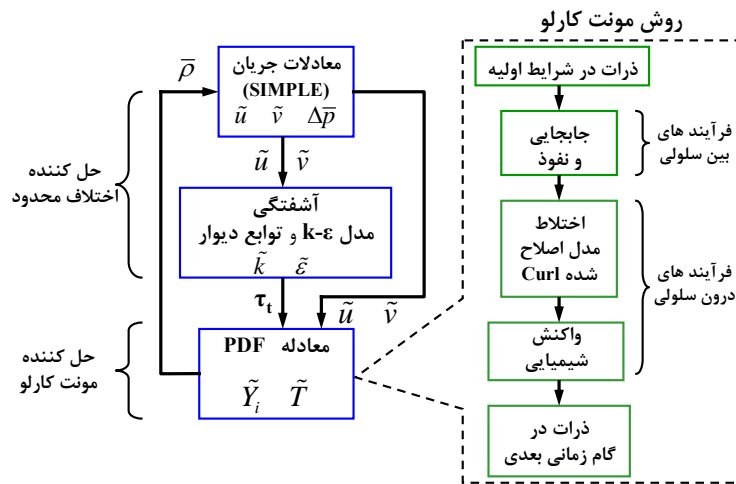 روش مونت کارلو
ρ̅
معادلات جریان
(SIMPLE)
ũ ṽ Δp̅
ũ ṽ
آشفتگی
مدل k-ε و توابع دیوار
k̃ ε̃
τt
ũ ṽ
معادله PDF
Ỹi T̃
حل کننده
اختلاف محدود
حل کننده
مونت کارلو
ذرات در شرایط اولیه
جابجایی
و نفوذ
فرآیند های
بین سلولی
اختلاط
مدل اصلاح
شده Curl
فرآیند های
درون سلولی
واکنش
شیمیایی
ذرات در
گام زمانی بعدی